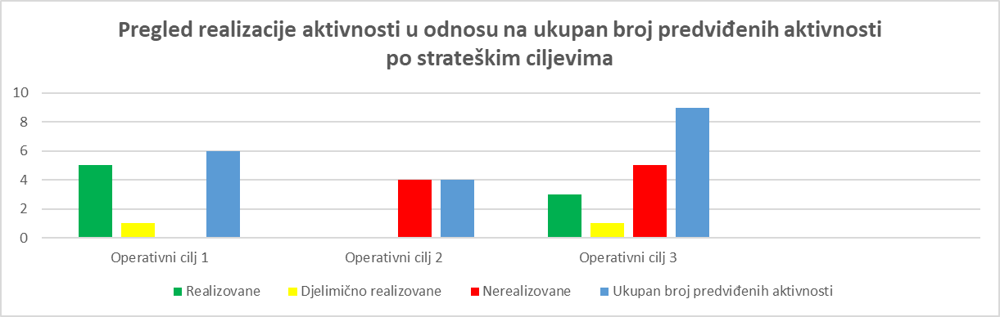 Pregled realizacije aktivnosti u odnosu na ukupan broj predviđenih aktivnosti
po strateškim ciljevima
10
8
6
4
2
0
Operativni cilj 1
Operativni cilj 2
Operativni cilj 3
Realizovane
Djelimično realizovane
Nerealizovane
Ukupan broj predviđenih aktivnosti